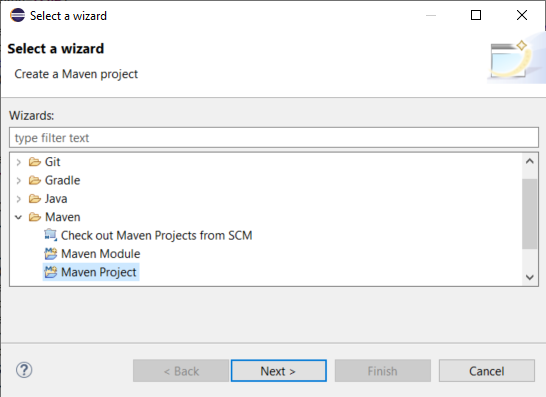 Select a wizard
Select a wizard
Create a Maven project
Wizards:
type filter text
Git
Gradle
Java
Maven
Check out Maven Projects from SCM
Maven Module
Maven Project
? < Back Next > Finish Cancel